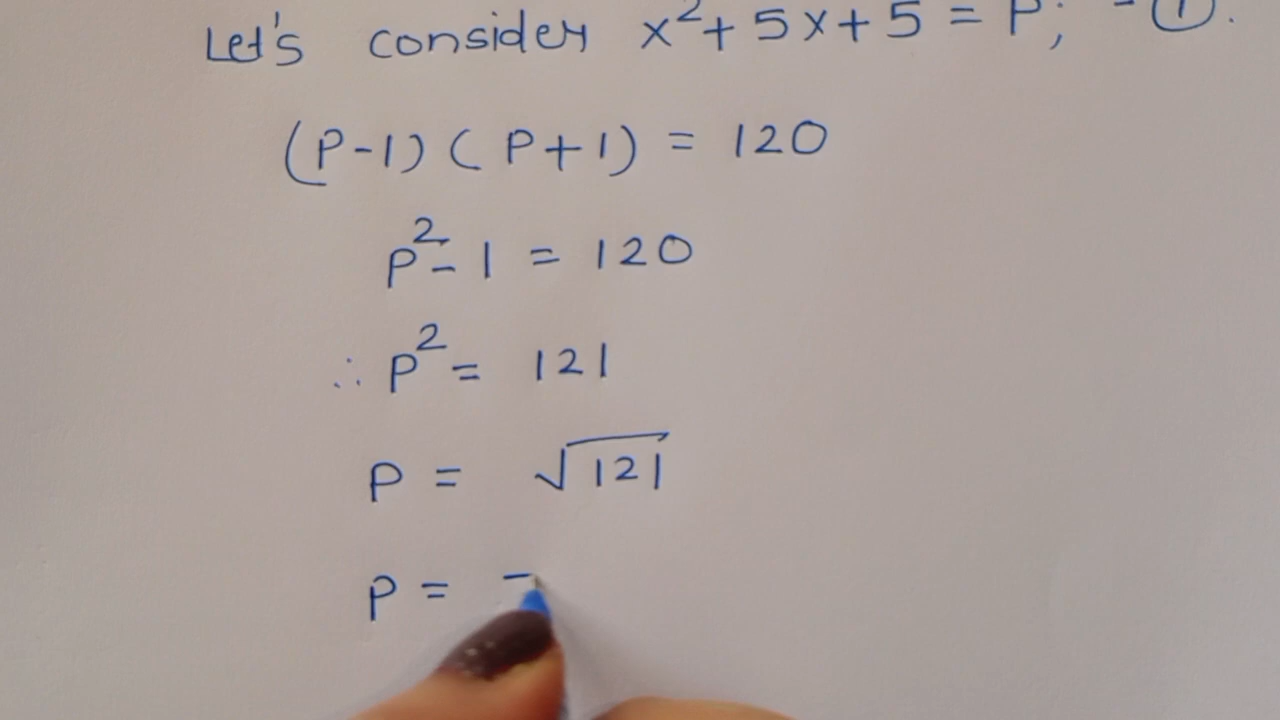 Let's consider x²+5x+5 = P; -①.
(P-1)(P+1) = 120
P²-1 = 120
∴ P² = 121
P = √121
P = -